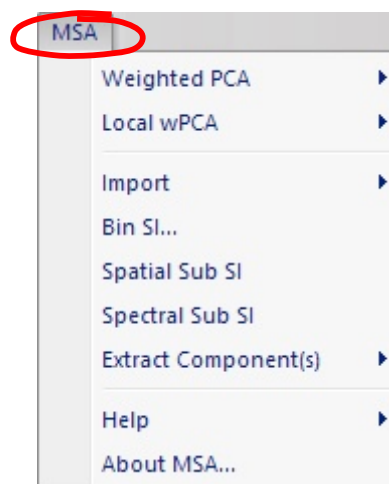 MSA
Weighted PCA
Local wPCA
Import
Bin SI...
Spatial Sub SI
Spectral Sub SI
Extract Component(s)
Help
About MSA...